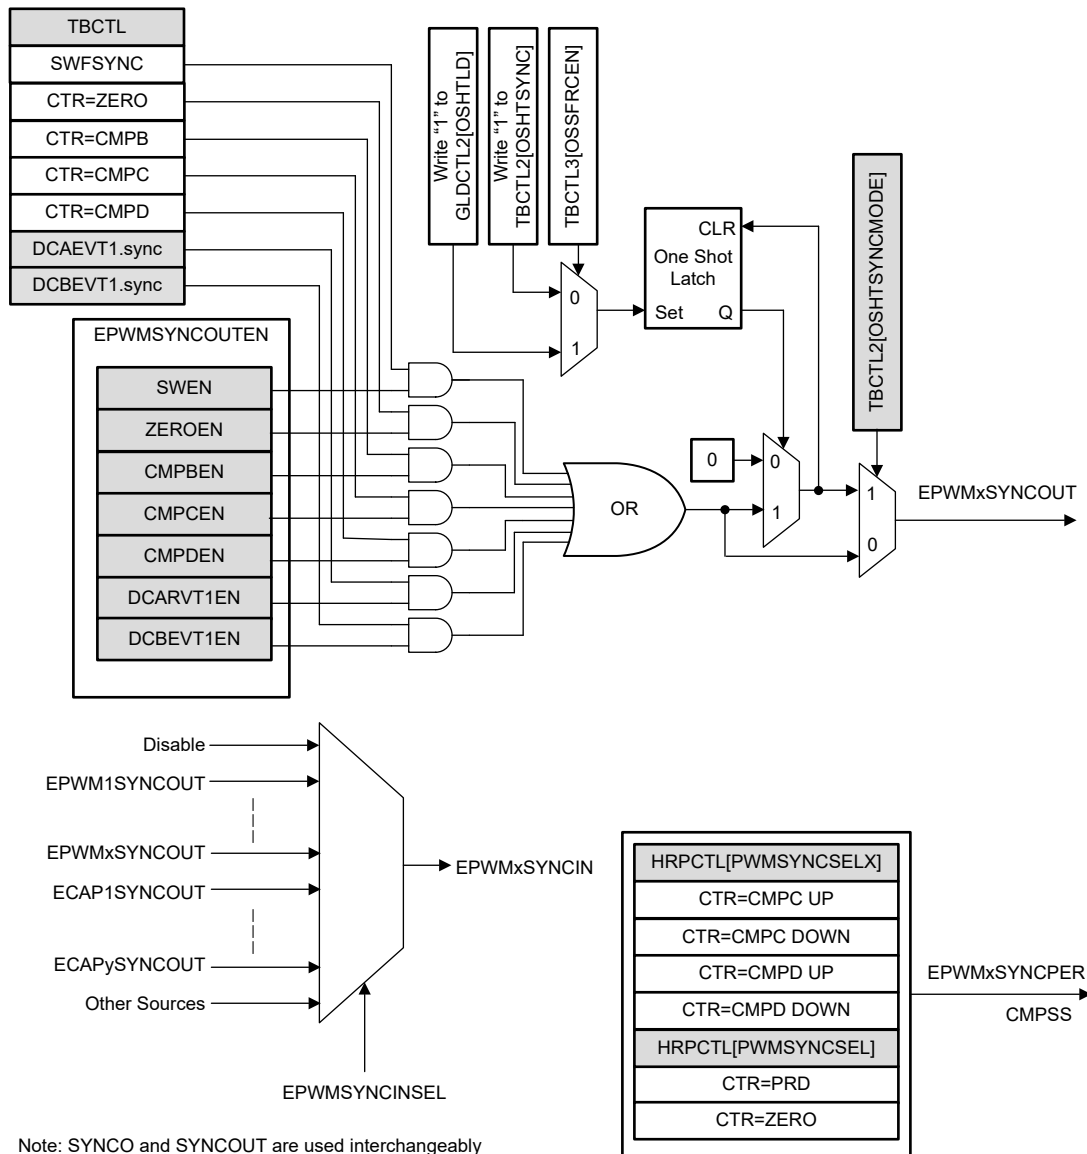 TBCTL
SWFSYNC
CTR=ZERO
CTR=CMPB
CTR=CMPC
CTR=CMPD
DCAEVT1.sync
DCBEVT1.sync
EPWMSYNCOUTEN
SWEN
ZEROEN
CMPBEN
CMPCEN
CMPDEN
DCARVT1EN
DCBEVT1EN
Write “1” to
GLDCTL2[OSHTLD]
Write “1” to
TBCTL2[OSHTSYNC]
TBCTL3[OSSFRCEN]
0
1
CLR
One Shot
Latch
Set Q
TBCTL2[OSHTSYNCMODE]
OR
0
0
1
1
0
EPWMxSYNCOUT
Disable
EPWM1SYNCOUT
EPWMxSYNCOUT
ECAP1SYNCOUT
ECAPySYNCOUT
Other Sources
EPWMxSYNCIN
EPWMSYNCINSEL
HRPCTL[PWMSYNCSELX]
CTR=CMPC UP
CTR=CMPC DOWN
CTR=CMPD UP
CTR=CMPD DOWN
HRPCTL[PWMSYNCSEL]
CTR=PRD
CTR=ZERO
EPWMxSYNCPER
CMPSS
Note: SYNCO and SYNCOUT are used interchangeably